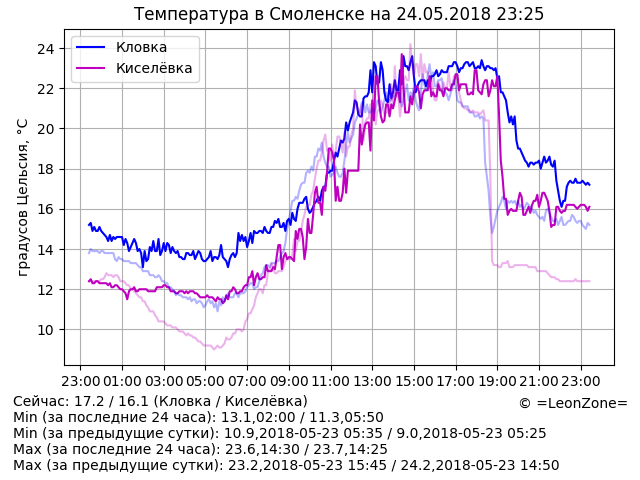 Температура в Смоленске на 24.05.2018 23:25
Кловка
Киселёвка
градусов Цельсия, °C
24
22
20
18
16
14
12
10
23:00 01:00 03:00 05:00 07:00 09:00 11:00 13:00 15:00 17:00 19:00 21:00 23:00
Сейчас: 17.2 / 16.1 (Кловка / Киселёвка)
© =LeonZone=
Min (за последние 24 часа): 13.1,02:00 / 11.3,05:50
Min (за предыдущие сутки): 10.9,2018-05-23 05:35 / 9.0,2018-05-23 05:25
Max (за последние 24 часа): 23.6,14:30 / 23.7,14:25
Max (за предыдущие сутки): 23.2,2018-05-23 15:45 / 24.2,2018-05-23 14:50